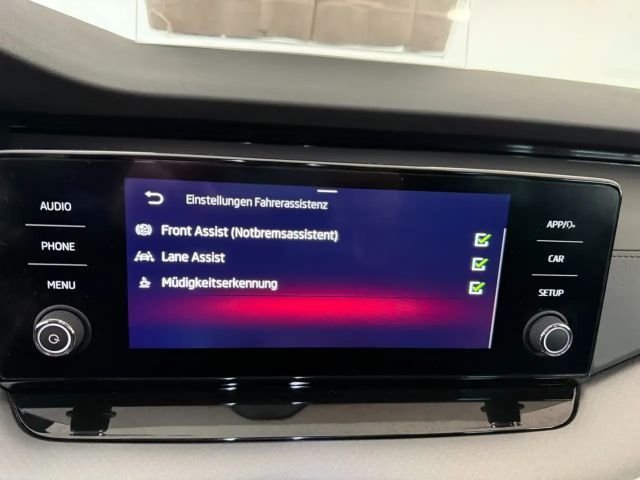 AUDIO
PHONE
MENU
Einstellungen Fahrerassistenz
Front Assist (Notbremsassistent)
Lane Assist
Müdigkeitserkennung
APP/
CAR
SETUP